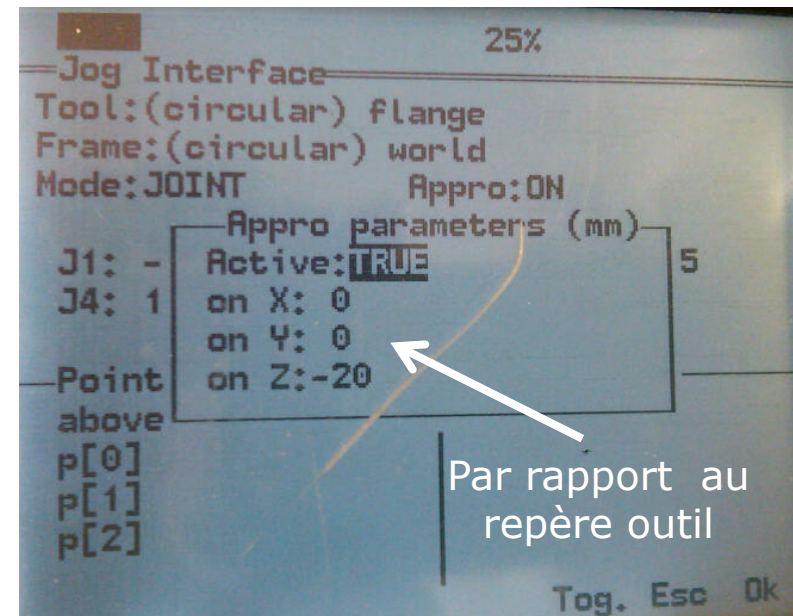 25%
Jog Interface
Tool:(circular) flange
Frame:(circular) world
Mode:JOINT Appro:ON
Appro parameters (mm)
J1: - Active:TRUE 5
J4: 1 on X: 0
on Y: 0
Point on Z:-20
above
p[0]
p[1]
p[2]
Par rapport au
repère outil
Tog. Esc Ok